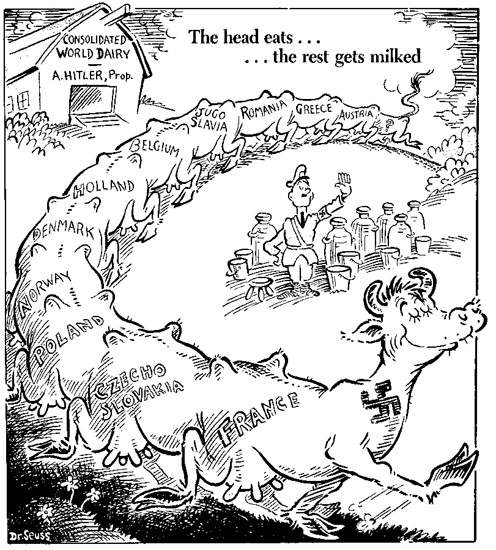 CONSOLIDATED
WORLD DAIRY
A. HITLER, Prop.
The head eats . . .
. . . the rest gets milked
JUGO
SLAVIA
ROMANIA
GREECE
AUSTRIA
BELGIUM
HOLLAND
DENMARK
NORWAY
POLAND
CZECHO
SLOVAKIA
FRANCE
Dr. Seuss